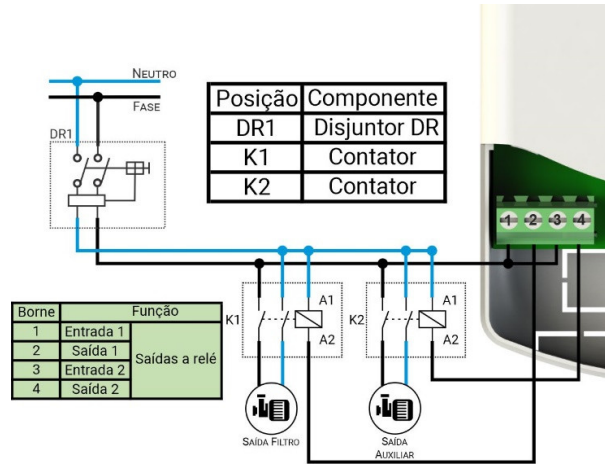 NEUTRO
FASE
DR1
Posição Componente
DR1 Disjuntor DR
K1 Contator
K2 Contator
1 2 3 4
Borne Função
1 Entrada 1
2 Saída 1
3 Entrada 2
4 Saída 2
Saídas a relé
K1 A1
A2
K2 A1
A2
SAÍDA FILTRO
SAÍDA
AUXILIAR